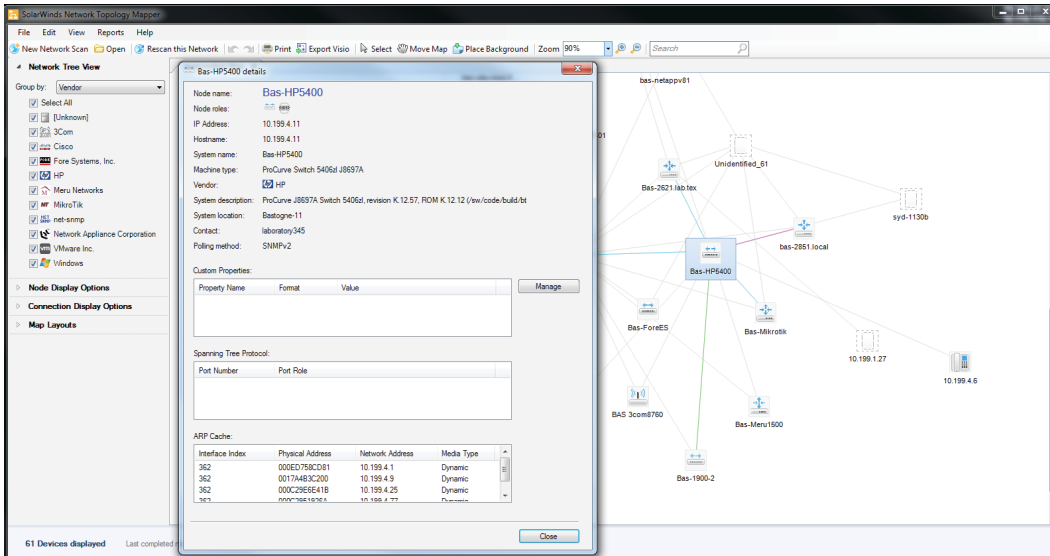 SolarWinds Network Topology Mapper
File Edit View Reports Help
New Network Scan Open Rescan this Network Print Export Visio Select Move Map Place Background Zoom 90% Search
Network Tree View
Group by: Vendor
Select All
[Unknown]
3Com
Cisco
Fore Systems, Inc.
HP
Meru Networks
MikroTik
net-snmp
Network Appliance Corporation
VMware Inc.
Windows
Node Display Options
Connection Display Options
Map Layouts
61 Devices displayed Last completed
Bas-HP5400 details
Node name: Bas-HP5400
Node roles:
IP Address: 10.199.4.11
Hostname: 10.199.4.11
System name: Bas-HP5400
Machine type: ProCurve Switch 5406zl J8697A
Vendor: HP
System description: ProCurve J8697A Switch 5406zl, revision K.12.57, ROM K.12.12 (/sw/code/build/bt
System location: Bastogne-11
Contact: laboratory345
Polling method: SNMPv2
Custom Properties:
Property Name Format Value
Manage
Spanning Tree Protocol:
Port Number Port Role
ARP Cache:
Interface Index Physical Address Network Address Media Type
362 000ED758CD81 10.199.4.1 Dynamic
362 0017A4B3C200 10.199.4.9 Dynamic
362 000C29E6E41B 10.199.4.25 Dynamic
Close
bas-netappv81
01
Unidentified_61
Bas-2621.lab.tex
syd-1130b
bas-2851.local
Bas-HP5400
Bas-ForeES
Bas-Mikrotik
10.199.1.27
10.199.4.6
BAS 3com8760
Bas-Meru1500
Bas-1900-2